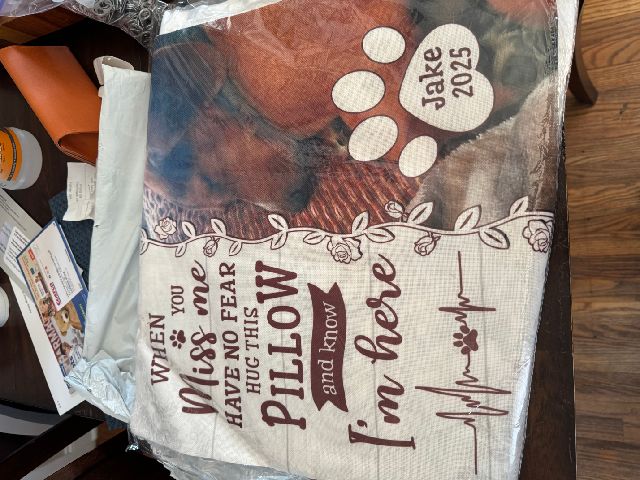 Jake
2025
WHEN
YOU
Miss me
HAVE NO FEAR
HUG THIS
PILLOW
and know
I'm here